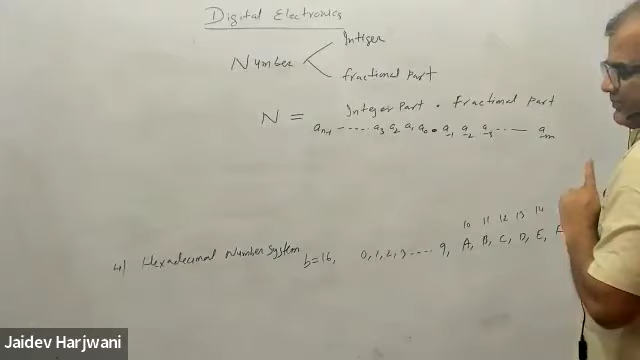 Digital Electronics
Number
Intiger
fractional part
N = Integer part . fractional part
aₙ₋₁ ------ a₃ a₂ a₁ a₀ . a₋₁ a₋₂ a₋₃ -- — a₋ₘ
10 11 12 13 14
4) Hexadecimal Number System b=16, 0,1,2,3 ..... 9, A, B, C, D, E, F
Jaidev Harjwani